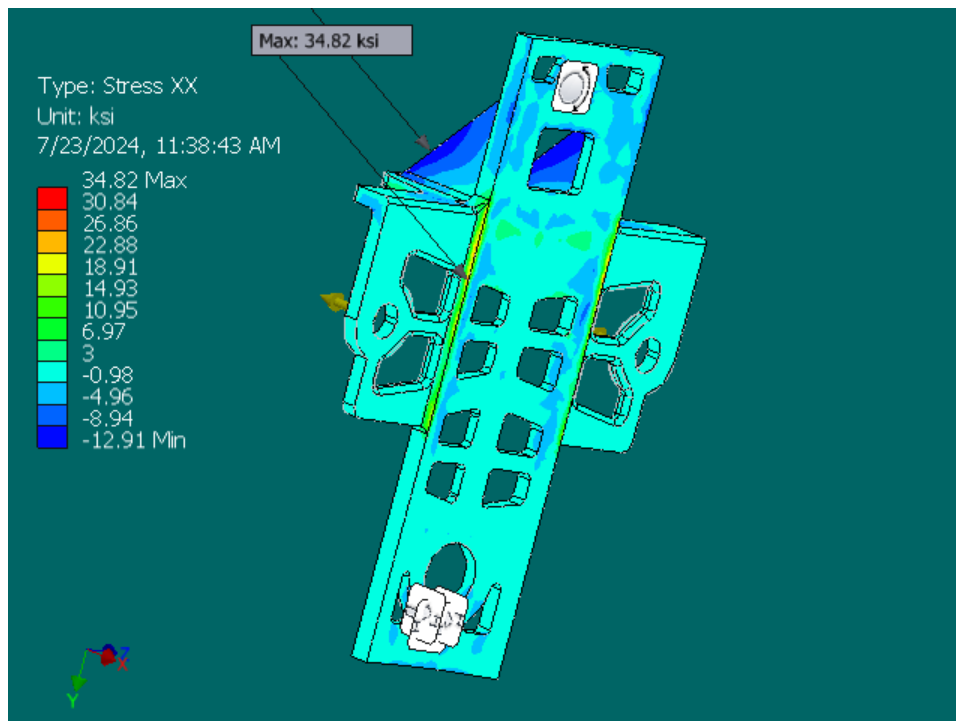 Max: 34.82 ksi
Type: Stress XX
Unit: ksi
7/23/2024, 11:38:43 AM
34.82 Max
30.84
26.86
22.88
18.91
14.93
10.95
6.97
3
-0.98
-4.96
-8.94
-12.91 Min
Z
X
Y